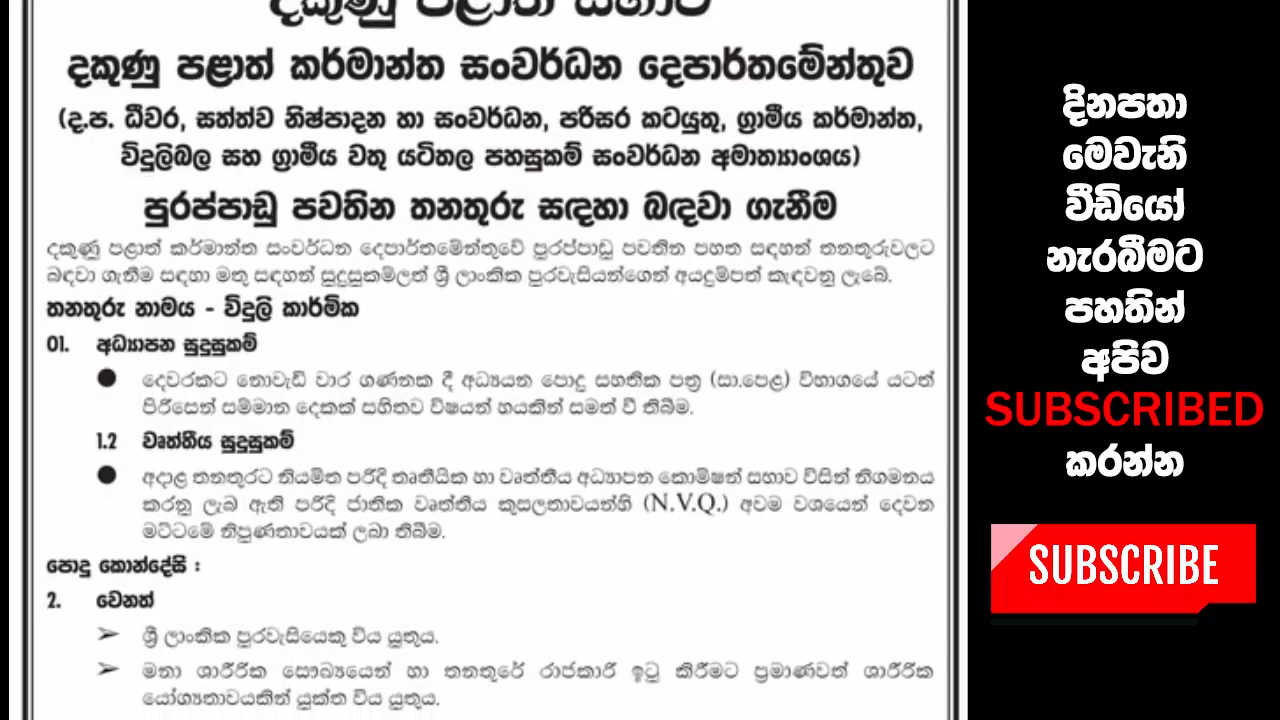 දකුණු පළාත් සභාව
දකුණු පළාත් කර්මාන්ත සංවර්ධන දෙපාර්තමේන්තුව
(ද.ප. ධීවර, සත්ත්ව නිෂ්පාදන හා සංවර්ධන, පරිසර කටයුතු, ග්‍රාමීය කර්මාන්ත,
විදුලිබල සහ ග්‍රාමීය වතු යටිතල පහසුකම් සංවර්ධන අමාත්‍යාංශය)
පුරප්පාඩු පවතින තනතුරු සඳහා බඳවා ගැනීම
දකුණු පළාත් කර්මාන්ත සංවර්ධන දෙපාර්තමේන්තුවේ පුරප්පාඩු පවතින පහත සඳහන් තනතුරුවලට
බඳවා ගැනීම සඳහා මතු සඳහන් සුදුසුකම්ලත් ශ්‍රී ලාංකික පුරවැසියන්ගෙන් අයදුම්පත් කැඳවනු ලැබේ.
තනතුරු නාමය - විදුලි කාර්මික
01. අධ්‍යාපන සුදුසුකම්
● දෙවරකට නොවැඩි වාර ගණනක දී අධ්‍යයන පොදු සහතික පත්‍ර (සා.පෙළ) විභාගයේ යටත්
පිරිසෙන් සම්මාන දෙකක් සහිතව විෂයන් හයකින් සමත් වී තිබීම.
1.2 වෘත්තීය සුදුසුකම්
● අදාළ තනතුරට නියමිත පරිදි තෘතීයික හා වෘත්තීය අධ්‍යාපන කොමිෂන් සභාව විසින් නිගමනය
කරනු ලැබ ඇති පරිදි ජාතික වෘත්තීය කුසලතාවයන්හි (N.V.Q.) අවම වශයෙන් දෙවන
මට්ටමේ නිපුණතාවයක් ලබා තිබීම.
පොදු කොන්දේසි :
2. වෙනත්
➢ ශ්‍රී ලාංකික පුරවැසියෙකු විය යුතුය.
➢ මනා ශාරීරික සෞඛ්‍යයෙන් හා තනතුරේ රාජකාරී ඉටු කිරීමට ප්‍රමාණවත් ශාරීරික
යෝග්‍යතාවයකින් යුක්ත විය යුතුය.
දිනපතා
මෙවැනි
වීඩියෝ
නැරඹීමට
පහතින්
අපිව
SUBSCRIBED
කරන්න
SUBSCRIBE